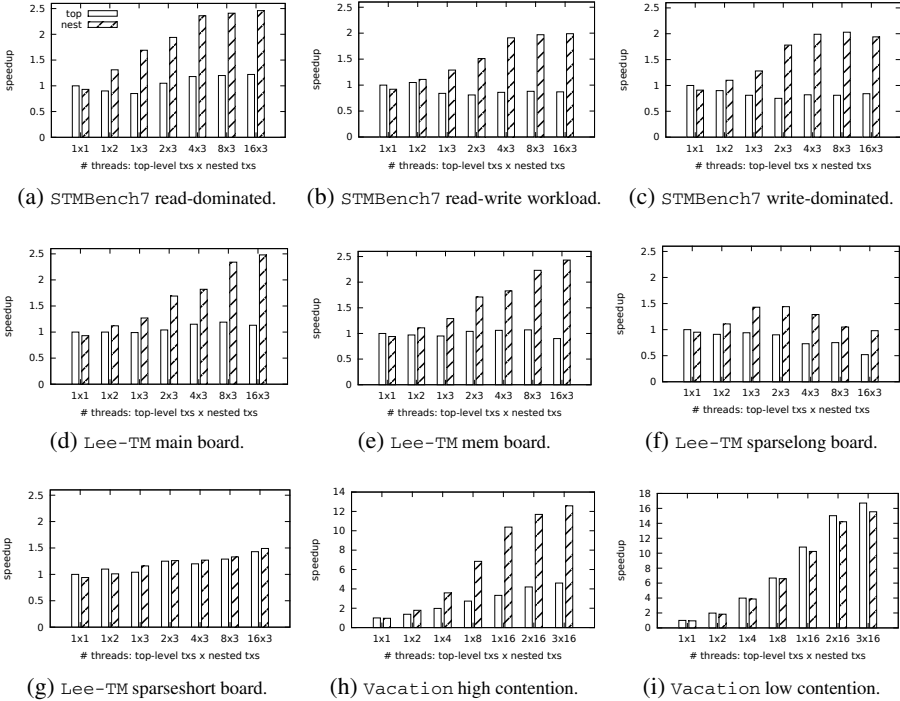 2.5
2
1.5
1
0.5
0
speedup
top
nest
1x1 1x2 1x3 2x3 4x3 8x3 16x3
# threads: top-level txs x nested txs
(a) STMBench7 read-dominated.
2.5
2
1.5
1
0.5
0
speedup
1x1 1x2 1x3 2x3 4x3 8x3 16x3
# threads: top-level txs x nested txs
(b) STMBench7 read-write workload.
2.5
2
1.5
1
0.5
0
speedup
1x1 1x2 1x3 2x3 4x3 8x3 16x3
# threads: top-level txs x nested txs
(c) STMBench7 write-dominated.
2.5
2
1.5
1
0.5
0
speedup
1x1 1x2 1x3 2x3 4x3 8x3 16x3
# threads: top-level txs x nested txs
(d) Lee-TM main board.
2.5
2
1.5
1
0.5
0
speedup
1x1 1x2 1x3 2x3 4x3 8x3 16x3
# threads: top-level txs x nested txs
(e) Lee-TM mem board.
2.5
2
1.5
1
0.5
0
speedup
1x1 1x2 1x3 2x3 4x3 8x3 16x3
# threads: top-level txs x nested txs
(f) Lee-TM sparselong board.
2.5
2
1.5
1
0.5
0
speedup
1x1 1x2 1x3 2x3 4x3 8x3 16x3
# threads: top-level txs x nested txs
(g) Lee-TM sparseshort board.
14
12
10
8
6
4
2
0
speedup
1x1 1x2 1x4 1x8 1x16 2x16 3x16
# threads: top-level txs x nested txs
(h) Vacation high contention.
18
16
14
12
10
8
6
4
2
0
speedup
1x1 1x2 1x4 1x8 1x16 2x16 3x16
# threads: top-level txs x nested txs
(i) Vacation low contention.